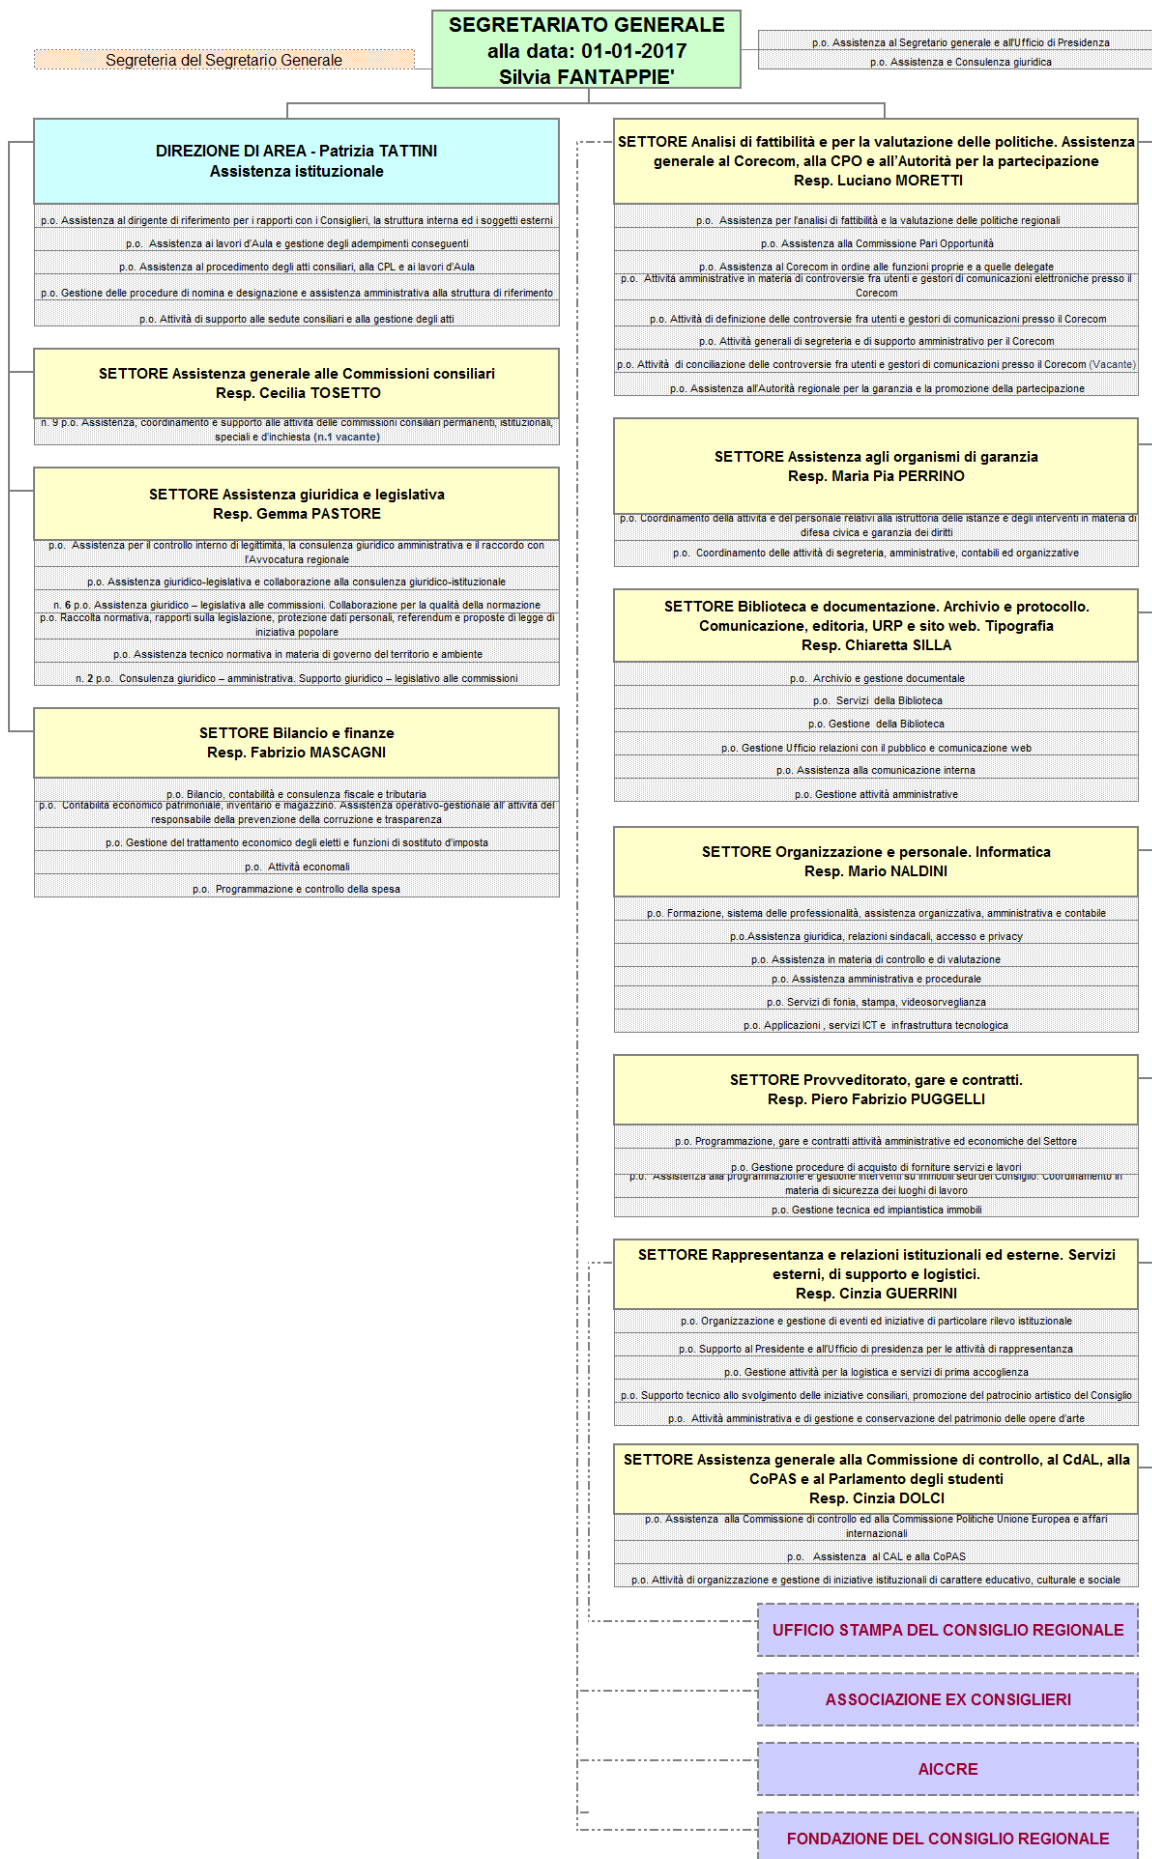 SEGRETARIATO GENERALE
alla data: 01-01-2017
Silvia FANTAPPIE'
Segreteria del Segretario Generale
p.o. Assistenza al Segretario generale e all'Ufficio di Presidenza
p.o. Assistenza e Consulenza giuridica
DIREZIONE DI AREA - Patrizia TATTINI
Assistenza istituzionale
p.o. Assistenza al dirigente di riferimento per i rapporti con i Consiglieri, la struttura interna ed i soggetti esterni
p.o. Assistenza ai lavori d'Aula e gestione degli adempimenti conseguenti
p.o. Assistenza al procedimento degli atti consiliari, alla CPL e ai lavori d'Aula
p.o. Gestione delle procedure di nomina e designazione e assistenza amministrativa alla struttura di riferimento
p.o. Attività di supporto alle sedute consiliari e alla gestione degli atti
SETTORE Assistenza generale alle Commissioni consiliari
Resp. Cecilia TOSETTO
n. 9 p.o. Assistenza, coordinamento e supporto alle attività delle commissioni consiliari permanenti, istituzionali,
speciali e d'inchiesta (n.1 vacante)
SETTORE Assistenza giuridica e legislativa
Resp. Gemma PASTORE
p.o. Assistenza per il controllo interno di legittimità, la consulenza giuridico amministrativa e il raccordo con
l'Avvocatura regionale
p.o. Assistenza giuridico-legislativa e collaborazione alla consulenza giuridico-istituzionale
n. 6 p.o. Assistenza giuridico – legislativa alle commissioni. Collaborazione per la qualità della normazione
p.o. Raccolta normativa, rapporti sulla legislazione, protezione dati personali, referendum e proposte di legge di
iniziativa popolare
p.o. Assistenza tecnico normativa in materia di governo del territorio e ambiente
n. 2 p.o. Consulenza giuridico – amministrativa. Supporto giuridico – legislativo alle commissioni
SETTORE Bilancio e finanze
Resp. Fabrizio MASCAGNI
p.o. Bilancio, contabilità e consulenza fiscale e tributaria
p.o. Contabilità economico patrimoniale, inventario e magazzino. Assistenza operativo-gestionale all' attività del
responsabile della prevenzione della corruzione e trasparenza
p.o. Gestione del trattamento economico degli eletti e funzioni di sostituto d'imposta
p.o. Attività economali
p.o. Programmazione e controllo della spesa
SETTORE Analisi di fattibilità e per la valutazione delle politiche. Assistenza
generale al Corecom, alla CPO e all'Autorità per la partecipazione
Resp. Luciano MORETTI
p.o. Assistenza per l'analisi di fattibilità e la valutazione delle politiche regionali
p.o. Assistenza alla Commissione Pari Opportunità
p.o. Assistenza al Corecom in ordine alle funzioni proprie e a quelle delegate
p.o. Attività amministrative in materia di controversie fra utenti e gestori di comunicazioni elettroniche presso il
Corecom
p.o. Attività di definizione delle controversie fra utenti e gestori di comunicazioni presso il Corecom
p.o. Attività generali di segreteria e di supporto amministrativo per il Corecom
p.o. Attività di conciliazione delle controversie fra utenti e gestori di comunicazioni presso il Corecom (Vacante)
p.o. Assistenza all'Autorità regionale per la garanzia e la promozione della partecipazione
SETTORE Assistenza agli organismi di garanzia
Resp. Maria Pia PERRINO
p.o. Coordinamento della attività e del personale relativi alla istruttoria delle istanze e degli interventi in materia di
difesa civica e garanzia dei diritti
p.o. Coordinamento delle attività di segreteria, amministrative, contabili ed organizzative
SETTORE Biblioteca e documentazione. Archivio e protocollo.
Comunicazione, editoria, URP e sito web. Tipografia
Resp. Chiaretta SILLA
p.o. Archivio e gestione documentale
p.o. Servizi della Biblioteca
p.o. Gestione della Biblioteca
p.o. Gestione Ufficio relazioni con il pubblico e comunicazione web
p.o. Assistenza alla comunicazione interna
p.o. Gestione attività amministrative
SETTORE Organizzazione e personale. Informatica
Resp. Mario NALDINI
p.o. Formazione, sistema delle professionalità, assistenza organizzativa, amministrativa e contabile
p.o.Assistenza giuridica, relazioni sindacali, accesso e privacy
p.o. Assistenza in materia di controllo e di valutazione
p.o. Assistenza amministrativa e procedurale
p.o. Servizi di fonia, stampa, videosorveglianza
p.o. Applicazioni , servizi ICT e infrastruttura tecnologica
SETTORE Provveditorato, gare e contratti.
Resp. Piero Fabrizio PUGGELLI
p.o. Programmazione, gare e contratti attività amministrative ed economiche del Settore
p.o. Gestione procedure di acquisto di forniture servizi e lavori
p.o. Assistenza alla programmazione e gestione interventi su immobili sedi del Consiglio. Coordinamento in
materia di sicurezza dei luoghi di lavoro
p.o. Gestione tecnica ed impiantistica immobili
SETTORE Rappresentanza e relazioni istituzionali ed esterne. Servizi
esterni, di supporto e logistici.
Resp. Cinzia GUERRINI
p.o. Organizzazione e gestione di eventi ed iniziative di particolare rilevo istituzionale
p.o. Supporto al Presidente e all'Ufficio di presidenza per le attività di rappresentanza
p.o. Gestione attività per la logistica e servizi di prima accoglienza
p.o. Supporto tecnico allo svolgimento delle iniziative consiliari, promozione del patrocinio artistico del Consiglio
p.o. Attività amministrativa e di gestione e conservazione del patrimonio delle opere d'arte
SETTORE Assistenza generale alla Commissione di controllo, al CdAL, alla
CoPAS e al Parlamento degli studenti
Resp. Cinzia DOLCI
p.o. Assistenza alla Commissione di controllo ed alla Commissione Politiche Unione Europea e affari
internazionali
p.o. Assistenza al CAL e alla CoPAS
p.o. Attività di organizzazione e gestione di iniziative istituzionali di carattere educativo, culturale e sociale
UFFICIO STAMPA DEL CONSIGLIO REGIONALE
ASSOCIAZIONE EX CONSIGLIERI
AICCRE
FONDAZIONE DEL CONSIGLIO REGIONALE